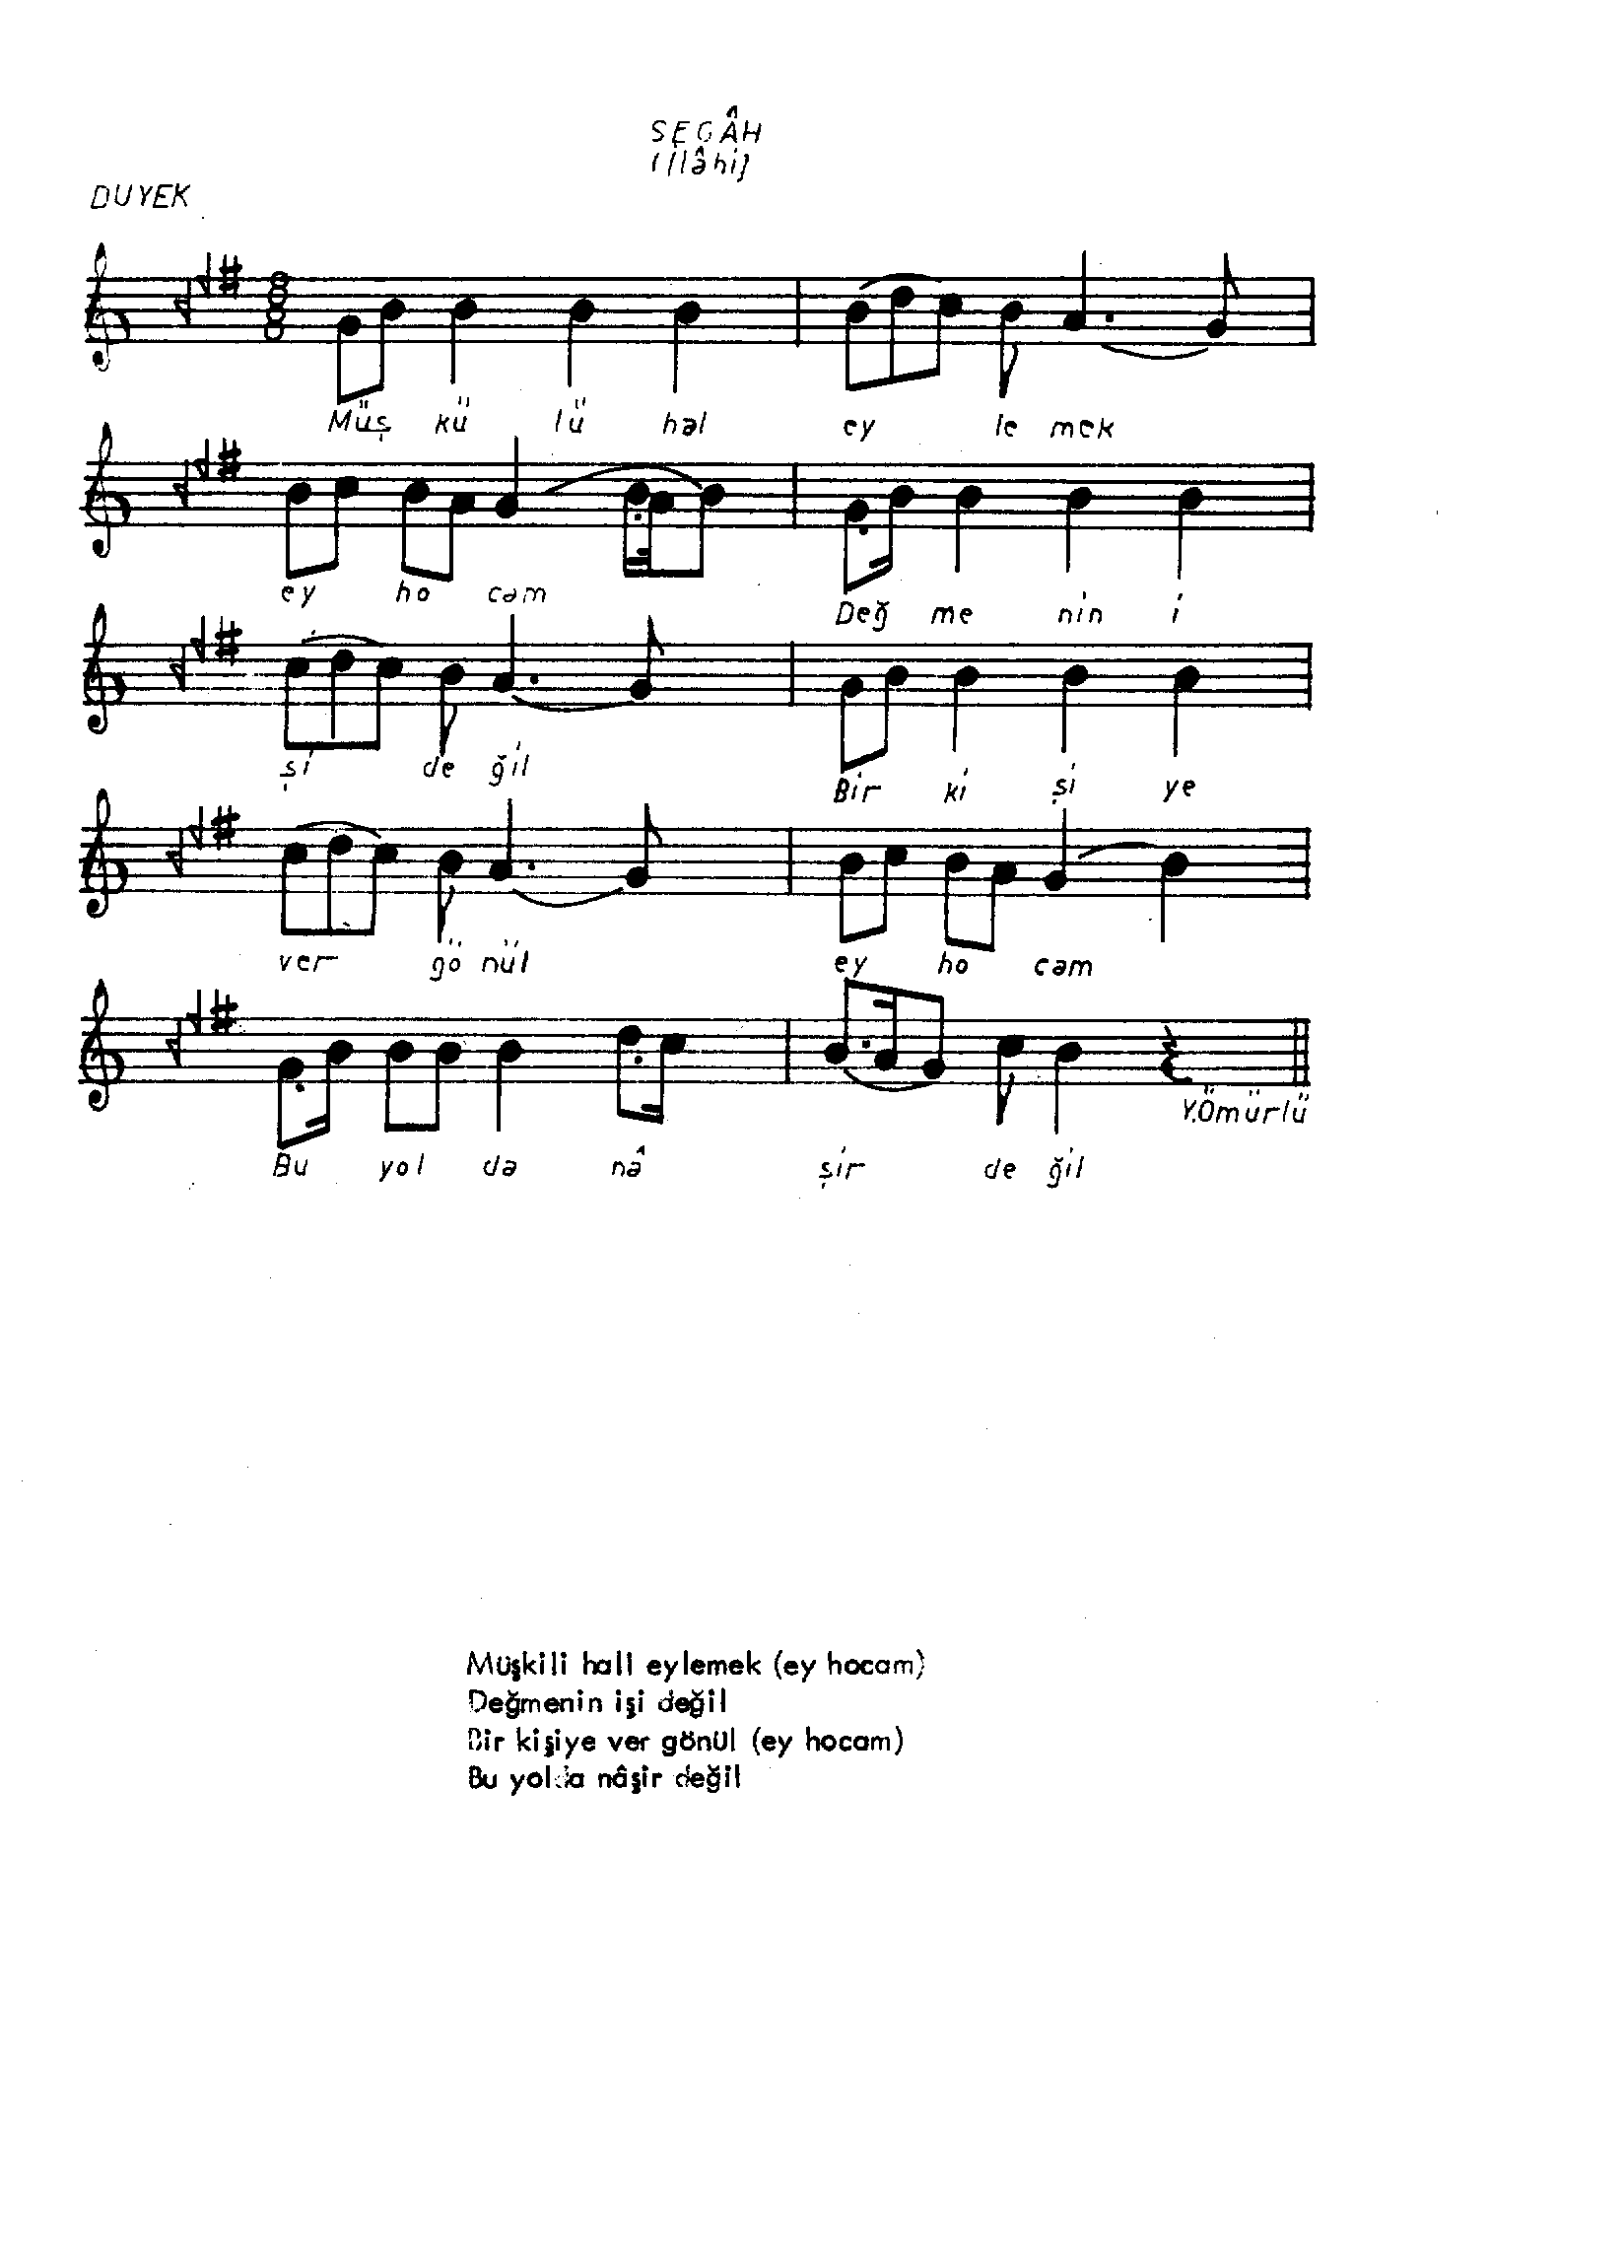 SEGÂH
(İlâhi)
DUYEK
8
8
Müş kü lü hal ey le mek
ey ho cam Değ me nin i
şi de ğil Bir ki şi ye
ver gö nül ey ho cam
Y.Ömürlü
Bu yol da nâ şir de ğil
Müşkili hall eylemek (ey hocam)
Değmenin işi değil
Bir kişiye ver gönül (ey hocam)
Bu yolda nâşir değil